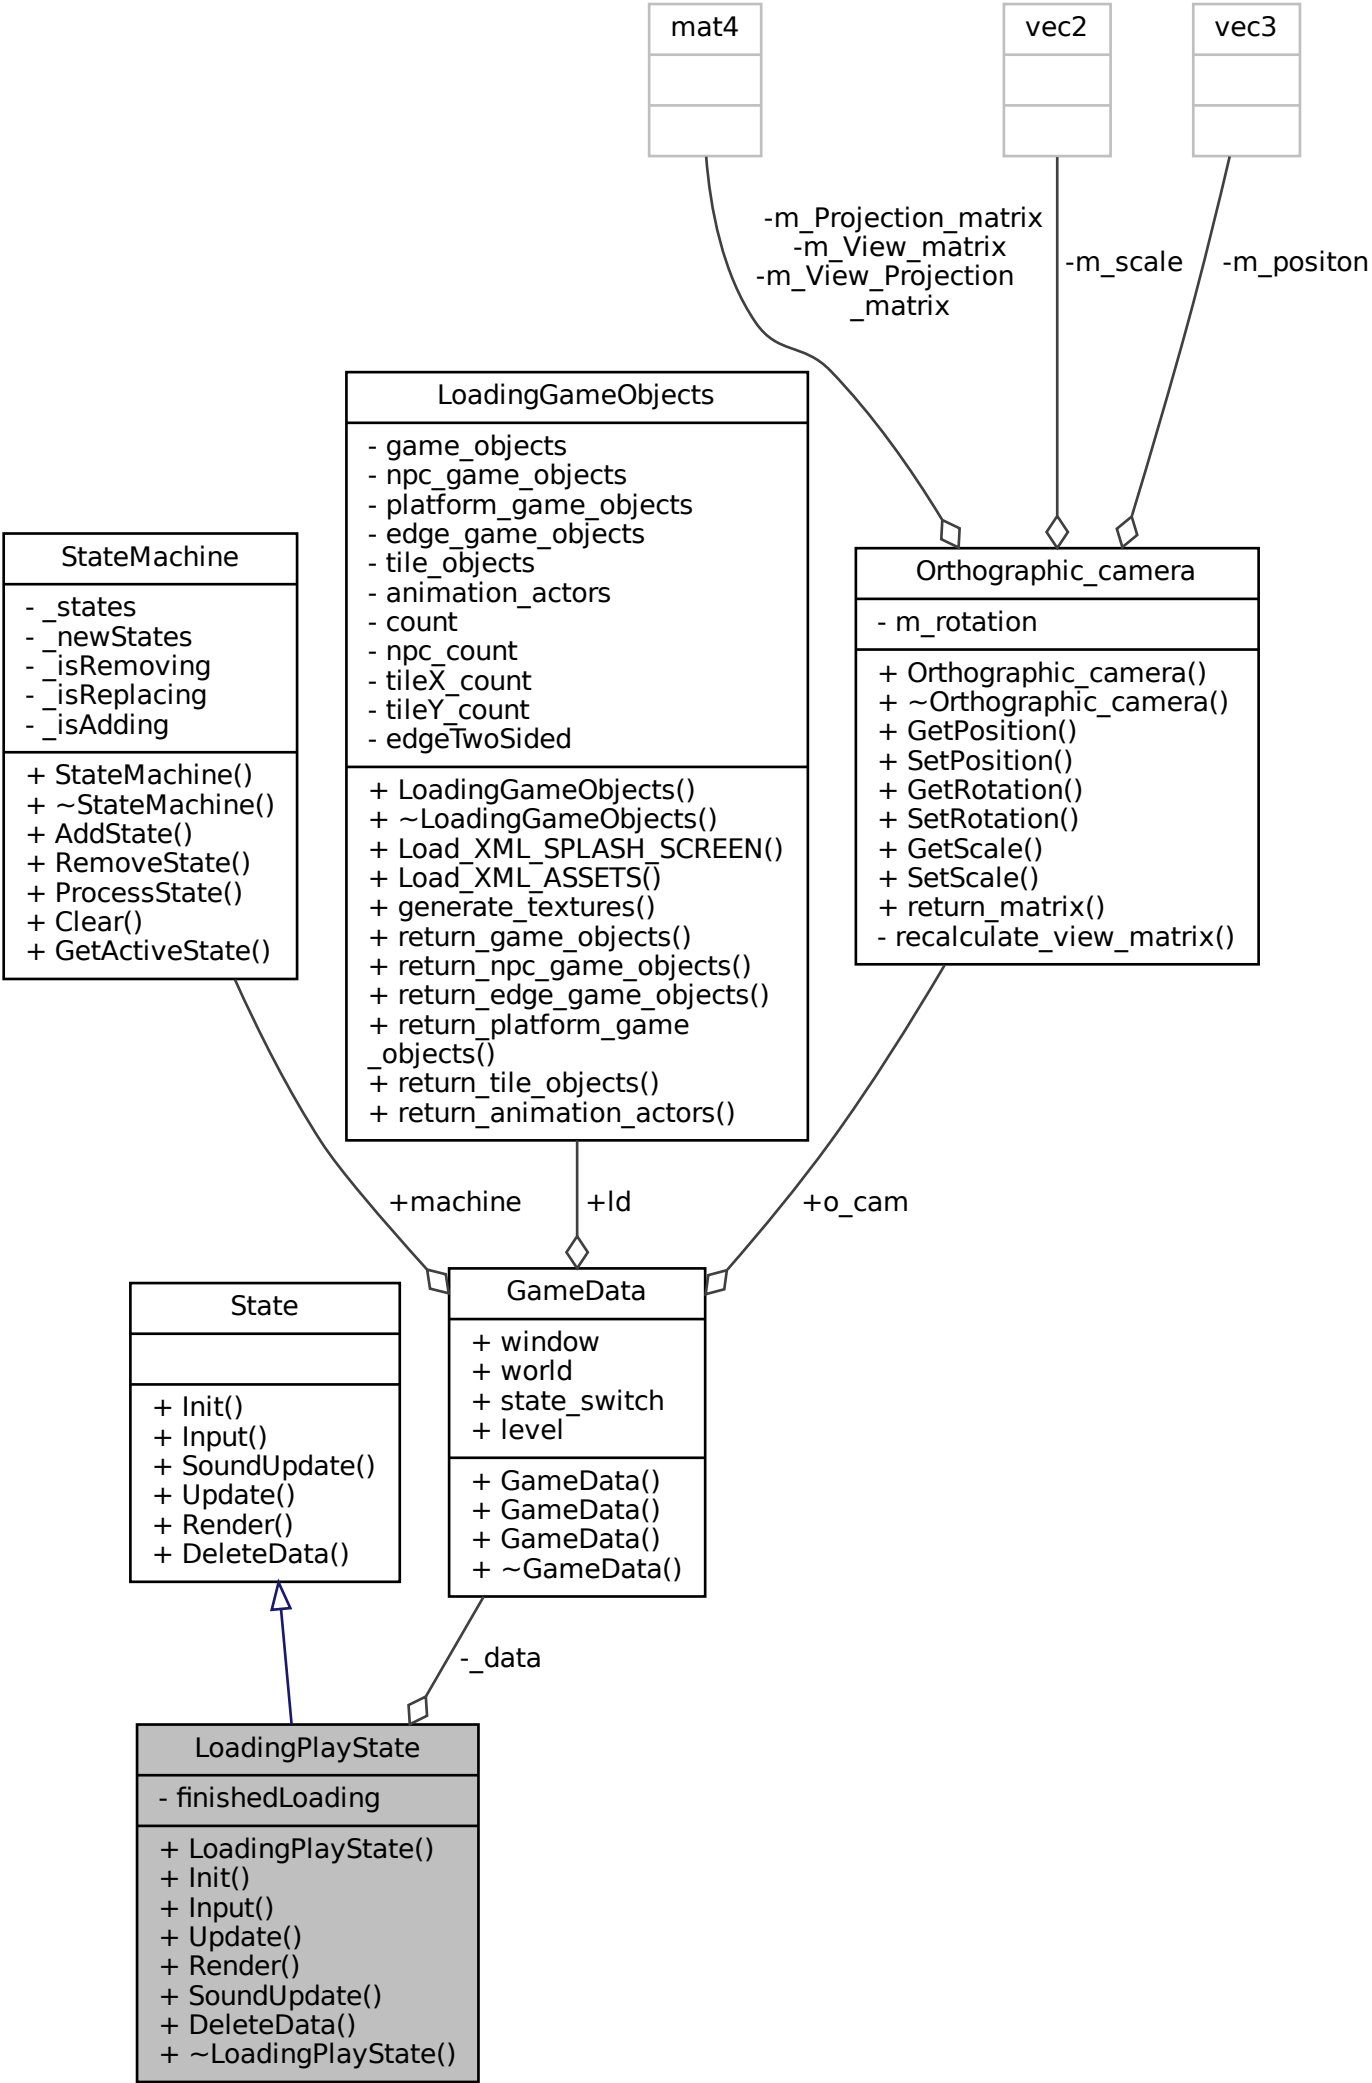 mat4
vec2
vec3
-m_Projection_matrix
-m_View_matrix
-m_View_Projection
_matrix
-m_scale
-m_positon
LoadingGameObjects
- game_objects
- npc_game_objects
- platform_game_objects
- edge_game_objects
- tile_objects
- animation_actors
- count
- npc_count
- tileX_count
- tileY_count
- edgeTwoSided
+ LoadingGameObjects()
+ ~LoadingGameObjects()
+ Load_XML_SPLASH_SCREEN()
+ Load_XML_ASSETS()
+ generate_textures()
+ return_game_objects()
+ return_npc_game_objects()
+ return_edge_game_objects()
+ return_platform_game
_objects()
+ return_tile_objects()
+ return_animation_actors()
StateMachine
- _states
- _newStates
- _isRemoving
- _isReplacing
- _isAdding
+ StateMachine()
+ ~StateMachine()
+ AddState()
+ RemoveState()
+ ProcessState()
+ Clear()
+ GetActiveState()
Orthographic_camera
- m_rotation
+ Orthographic_camera()
+ ~Orthographic_camera()
+ GetPosition()
+ SetPosition()
+ GetRotation()
+ SetRotation()
+ GetScale()
+ SetScale()
+ return_matrix()
- recalculate_view_matrix()
+machine
+ld
+o_cam
State
+ Init()
+ Input()
+ SoundUpdate()
+ Update()
+ Render()
+ DeleteData()
GameData
+ window
+ world
+ state_switch
+ level
+ GameData()
+ GameData()
+ GameData()
+ ~GameData()
-_data
LoadingPlayState
- finishedLoading
+ LoadingPlayState()
+ Init()
+ Input()
+ Update()
+ Render()
+ SoundUpdate()
+ DeleteData()
+ ~LoadingPlayState()